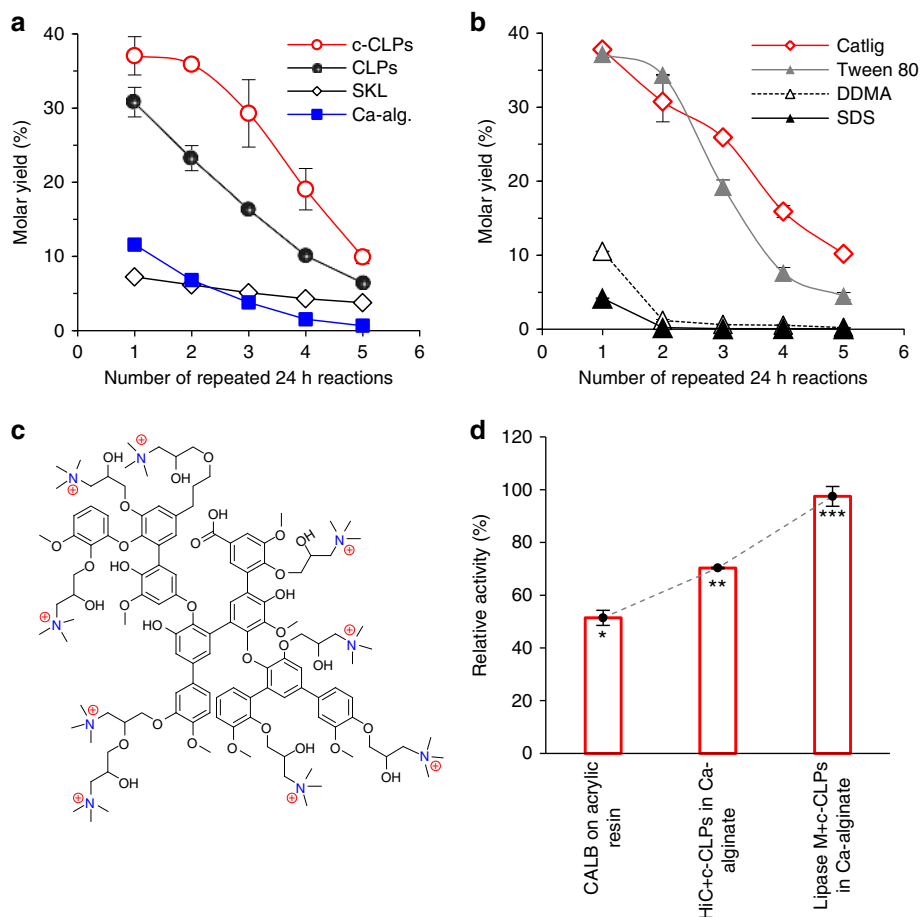 a
40
30
20
10
0
0 1 2 3 4 5 6
Molar yield (%)
Number of repeated 24 h reactions
c-CLPs
CLPs
SKL
Ca-alg.
b
40
30
20
10
0
0 1 2 3 4 5 6
Molar yield (%)
Number of repeated 24 h reactions
Catlig
Tween 80
DDMA
SDS
c
OH
N
⊕
O
OH
N
⊕
O
O
O
O
OH
N
⊕
HO
O
O
O
OH
O
OH
N
⊕
O
OH
O
HO
O
O
O
OH
N
⊕
N
⊕
O
OH
N
⊕
O
O
O
O
OH
N
⊕
O
O
OH
N
⊕
d
120
100
80
60
40
20
0
Relative activity (%)
*
**
***
CALB on acrylic
resin
HiC+c-CLPs in Ca-
alginate
Lipase M+c-CLPs
in Ca-alginate